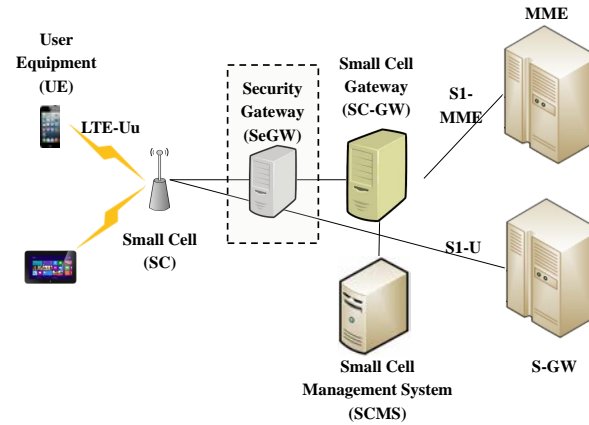 User
Equipment
(UE)
LTE-Uu
Small Cell
(SC)
Security
Gateway
(SeGW)
Small Cell
Gateway
(SC-GW)
S1-
MME
MME
S1-U
S-GW
Small Cell
Management System
(SCMS)